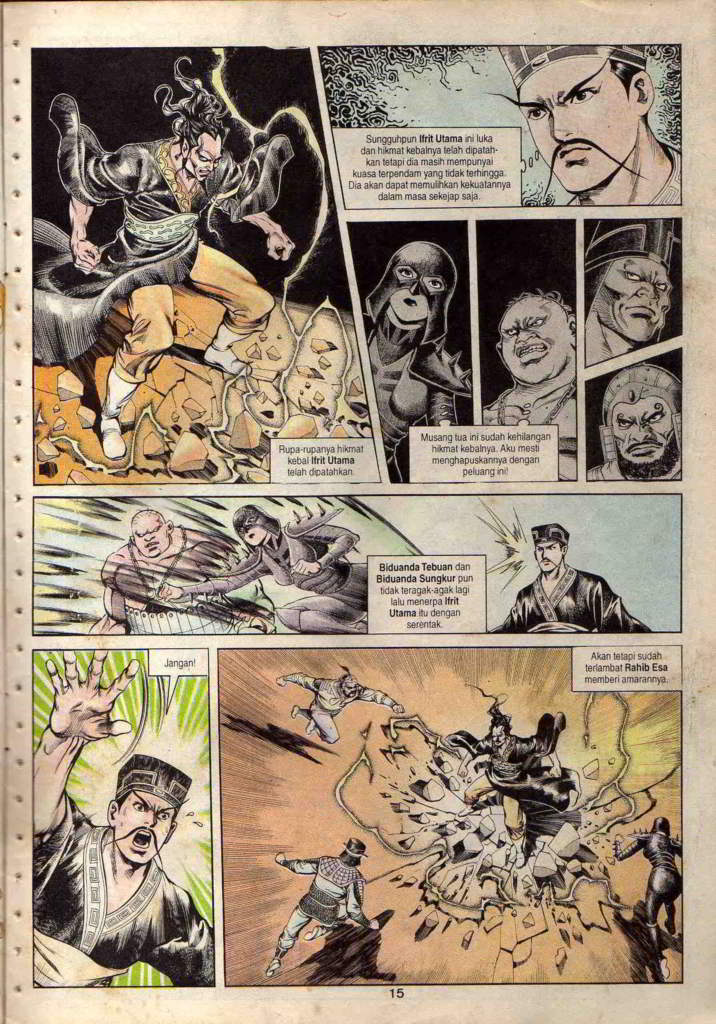 Sungguhpun Ifrit Utama ini luka
dan hikmat kebalnya telah dipatah-
kan tetapi dia masih mempunyai
kuasa terpendam yang tidak terhingga.
Dia akan dapat memulihkan kekuatannya
dalam masa sekejap saja.
Rupa-rupanya hikmat
kebal Ifrit Utama
telah dipatahkan.
Musang tua ini sudah kehilangan
hikmat kebalnya. Aku mesti
menghapuskannya dengan
peluang ini!
Biduanda Tebuan dan
Biduanda Sungkur pun
tidak teragak-agak lagi
lalu menerpa Ifrit
Utama itu dengan
serentak.
Jangan!
Akan tetapi sudah
terlambat Rahib Esa
memberi amarannya.
15